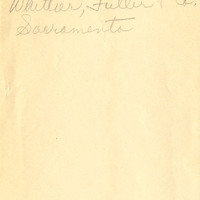 Whittier, Fuller & Co.
Sacramento